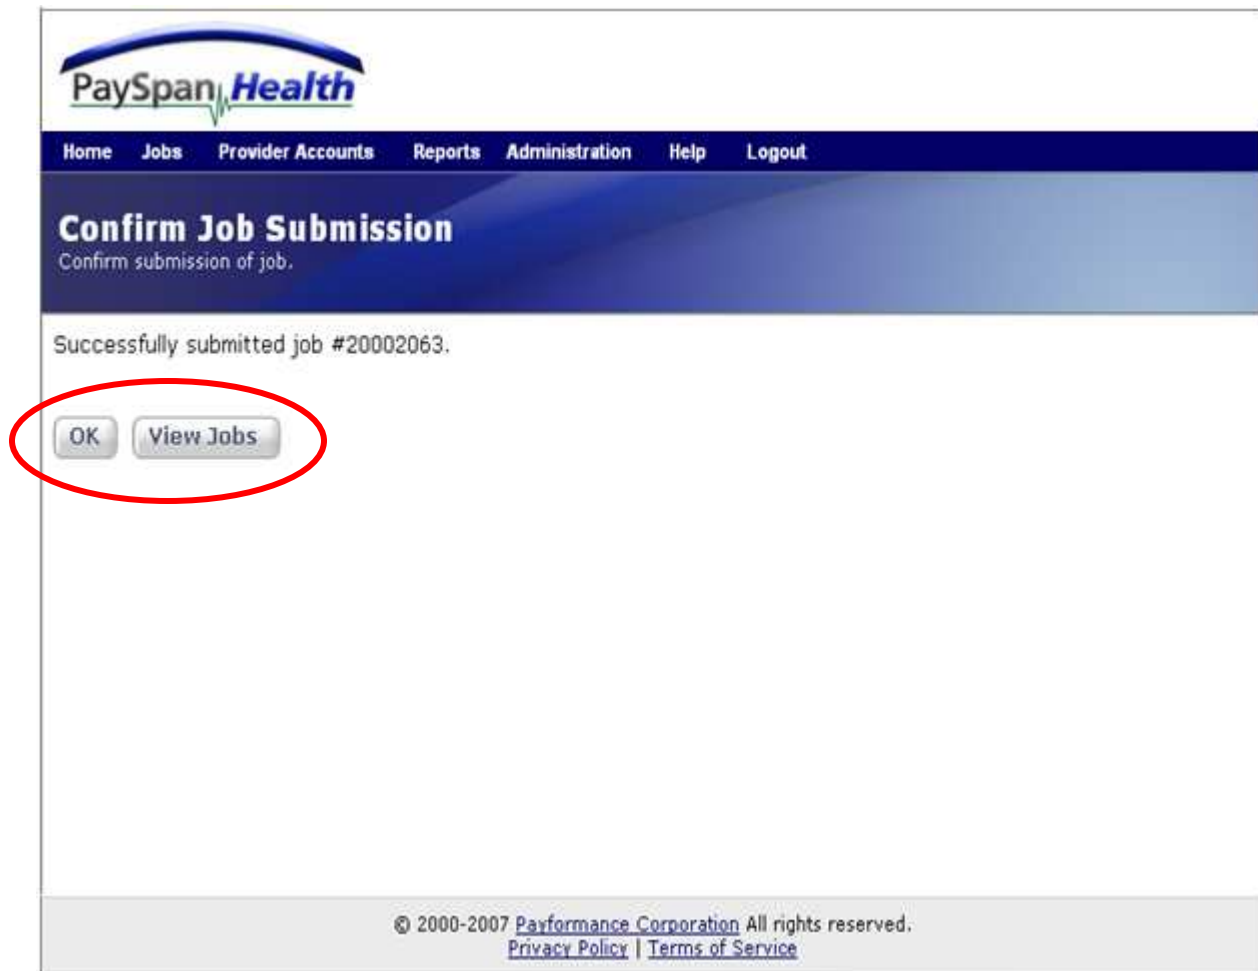 PaySpan Health
Home Jobs Provider Accounts Reports Administration Help Logout
Confirm Job Submission
Confirm submission of job.
Successfully submitted job #20002063.
OK View Jobs
© 2000-2007 Payformance Corporation All rights reserved.
Privacy Policy | Terms of Service